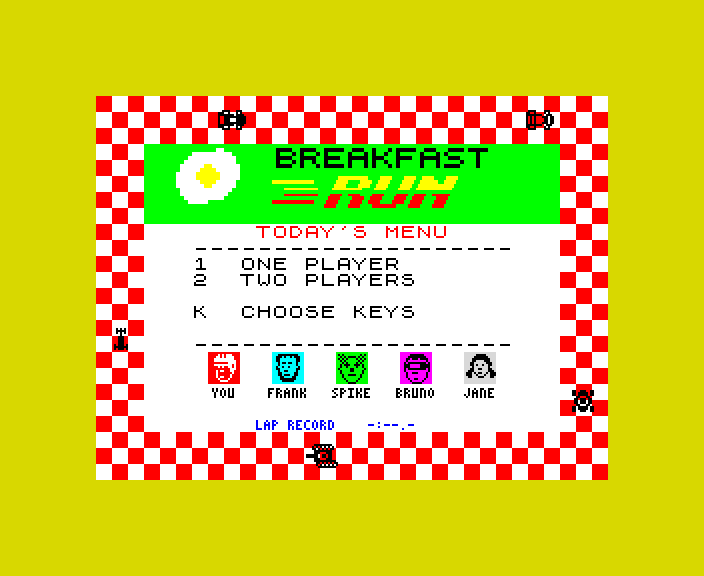 BREAKFAST
RUN
TODAY'S MENU
--------------------
1 ONE PLAYER
2 TWO PLAYERS
K CHOOSE KEYS
--------------------
YOU FRANK SPIKE BRUNO JANE
LAP RECORD -:--.-